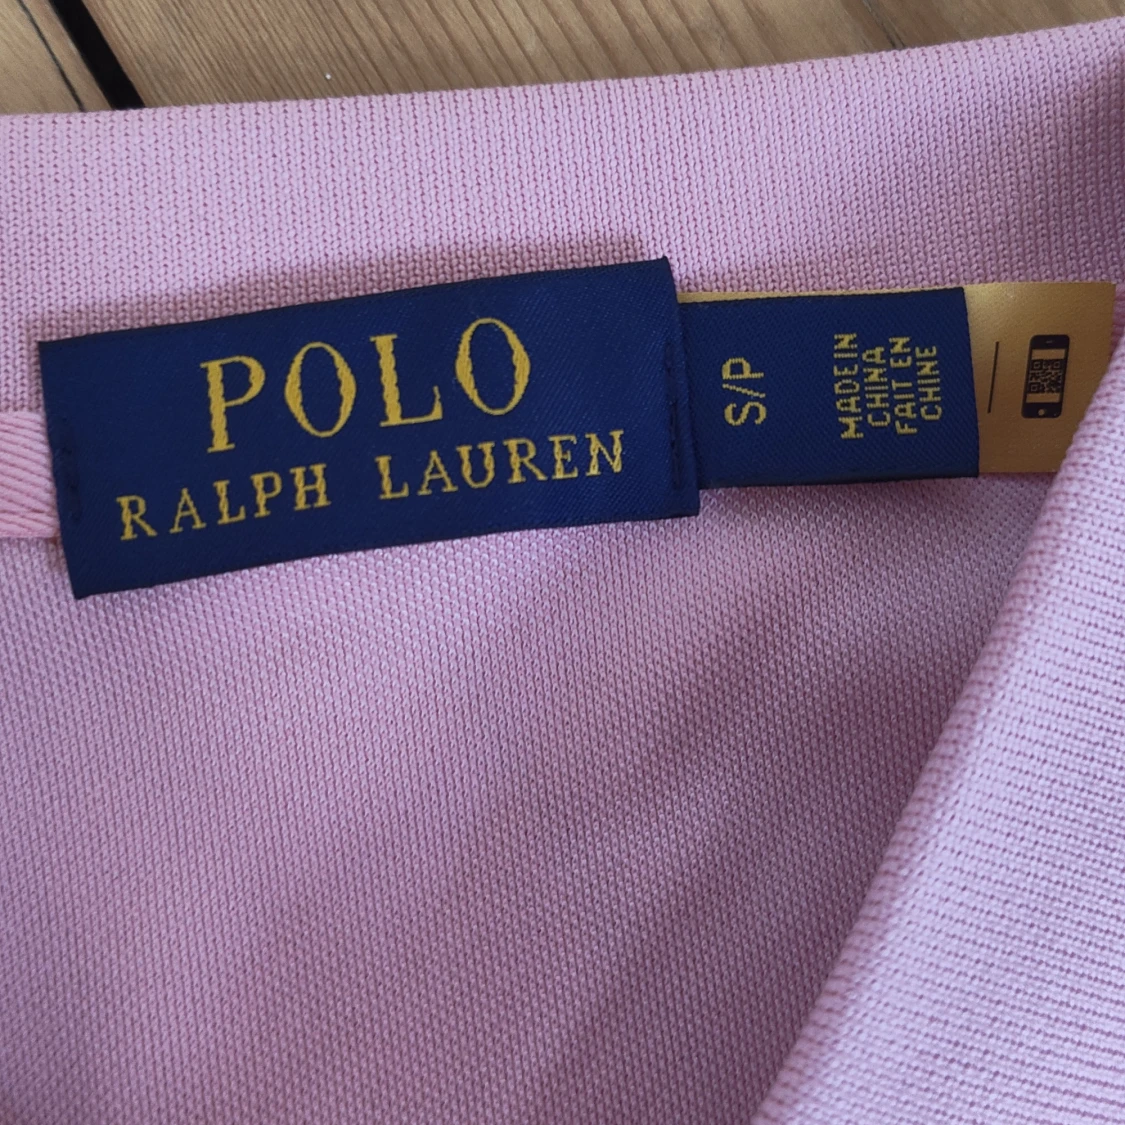 POLO
RALPH LAUREN
S/P
MADE IN
CHINA
FAIT EN
CHINE